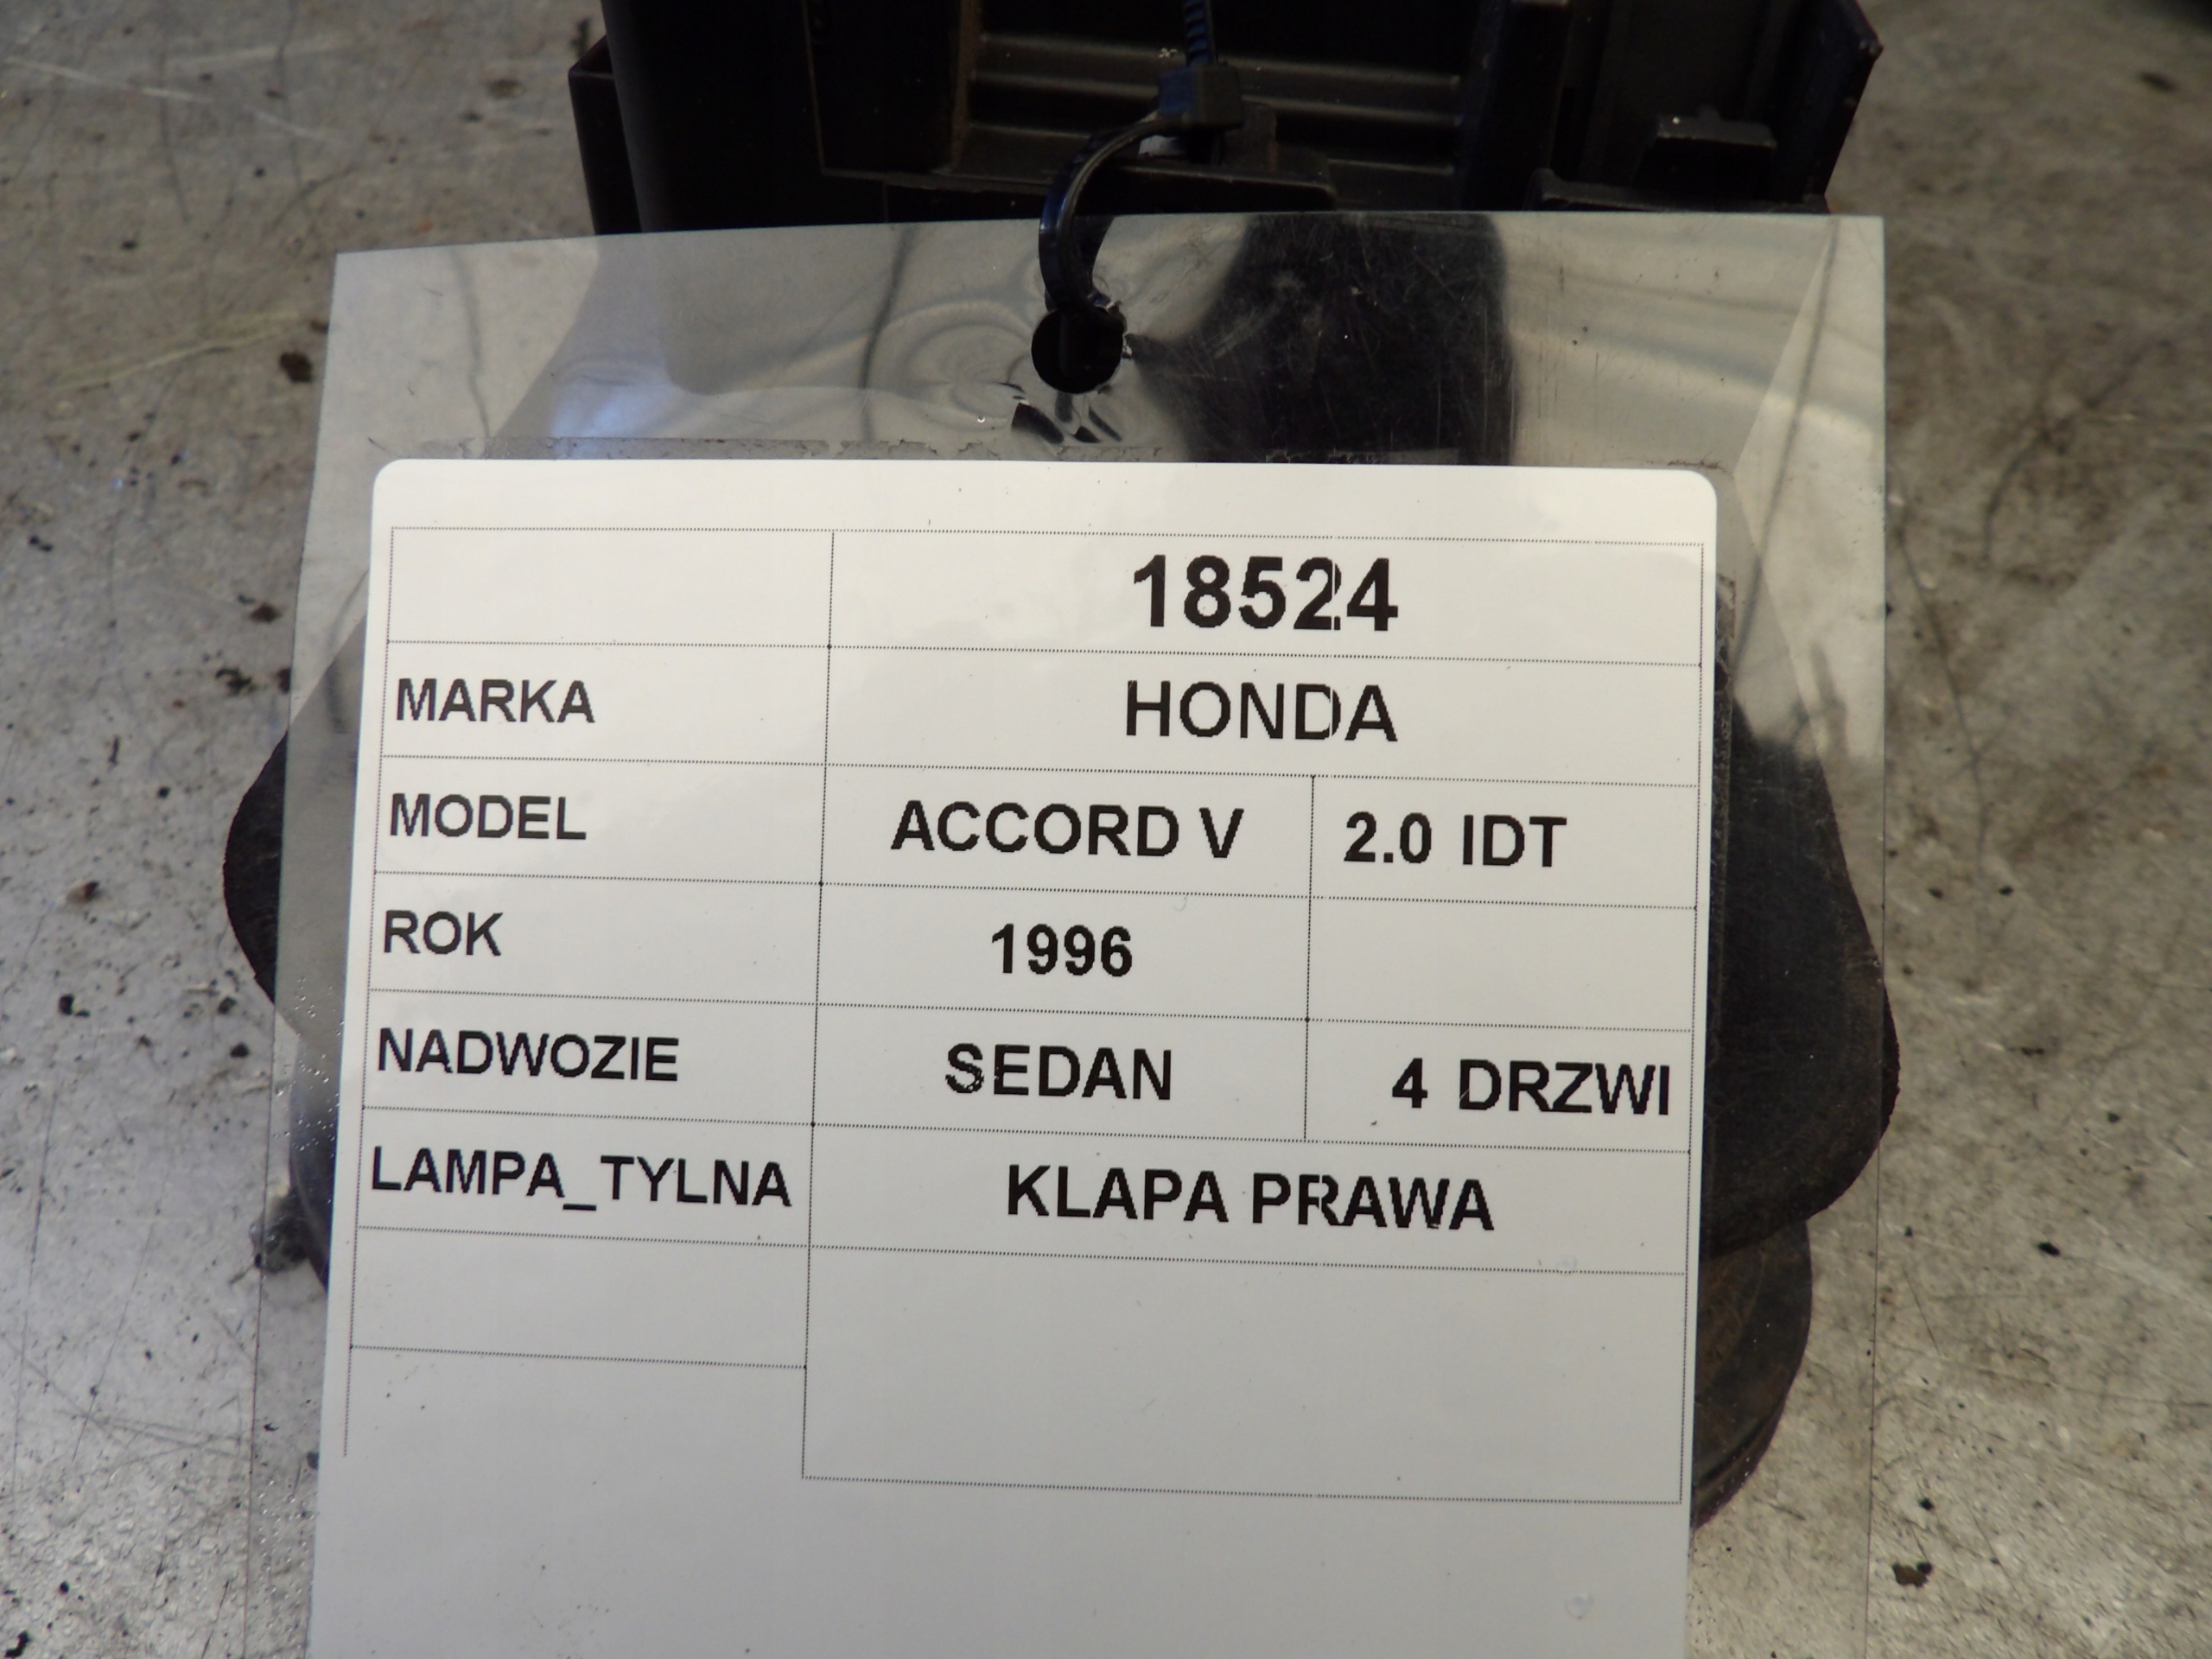 18524
MARKA HONDA
MODEL ACCORD V 2.0 IDT
ROK 1996
NADWOZIE SEDAN 4 DRZWI
LAMPA_TYLNA KLAPA PRAWA